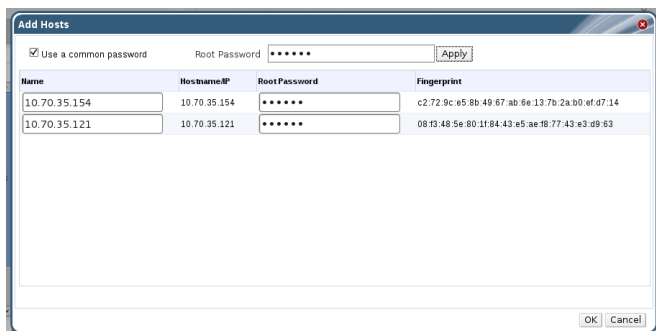 Add Hosts
Use a common password Root Password •••••• Apply
Name Hostname/IP Root Password Fingerprint
10.70.35.154 10.70.35.154 •••••• c2:72:9c:e5:8b:49:67:ab:6e:13:7b:2a:b0:ef:d7:14
10.70.35.121 10.70.35.121 •••••• 08:f3:48:5e:80:1f:84:43:e5:ae:f8:77:43:e3:d9:63
OK Cancel